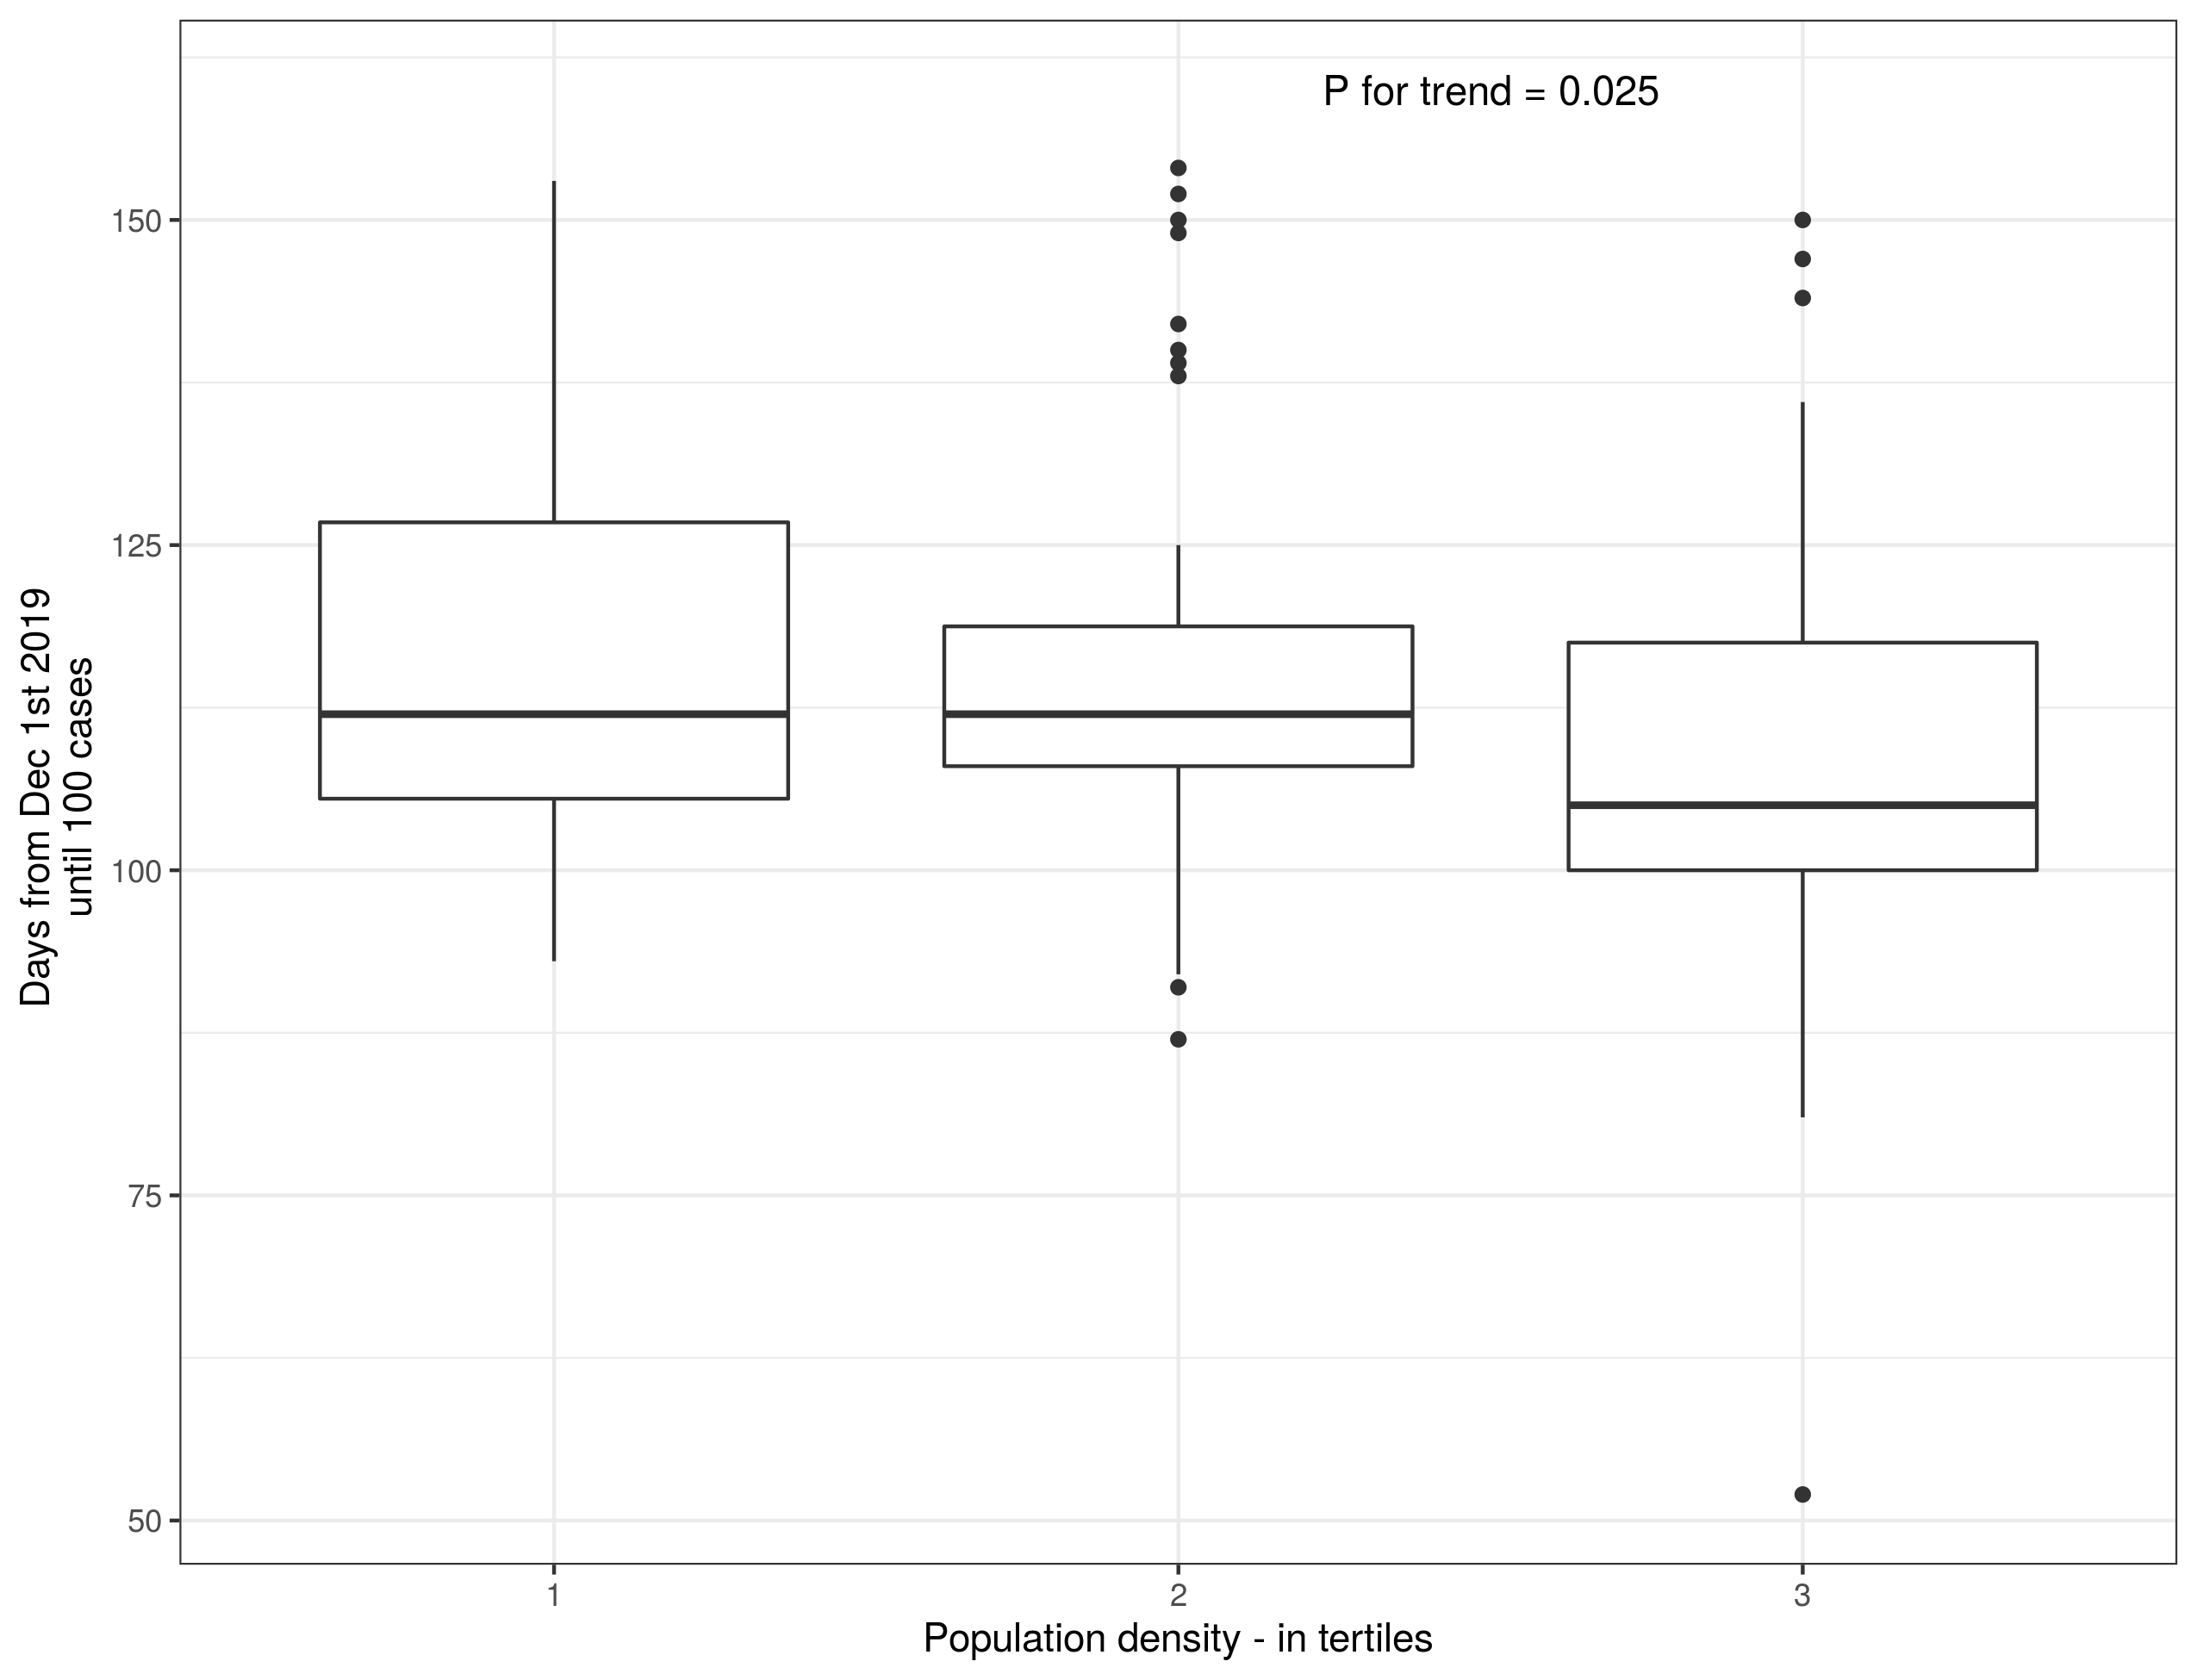 P for trend = 0.025
Days from Dec 1st 2019
until 100 cases
150
125
100
75
50
1
2
3
Population density - in tertiles